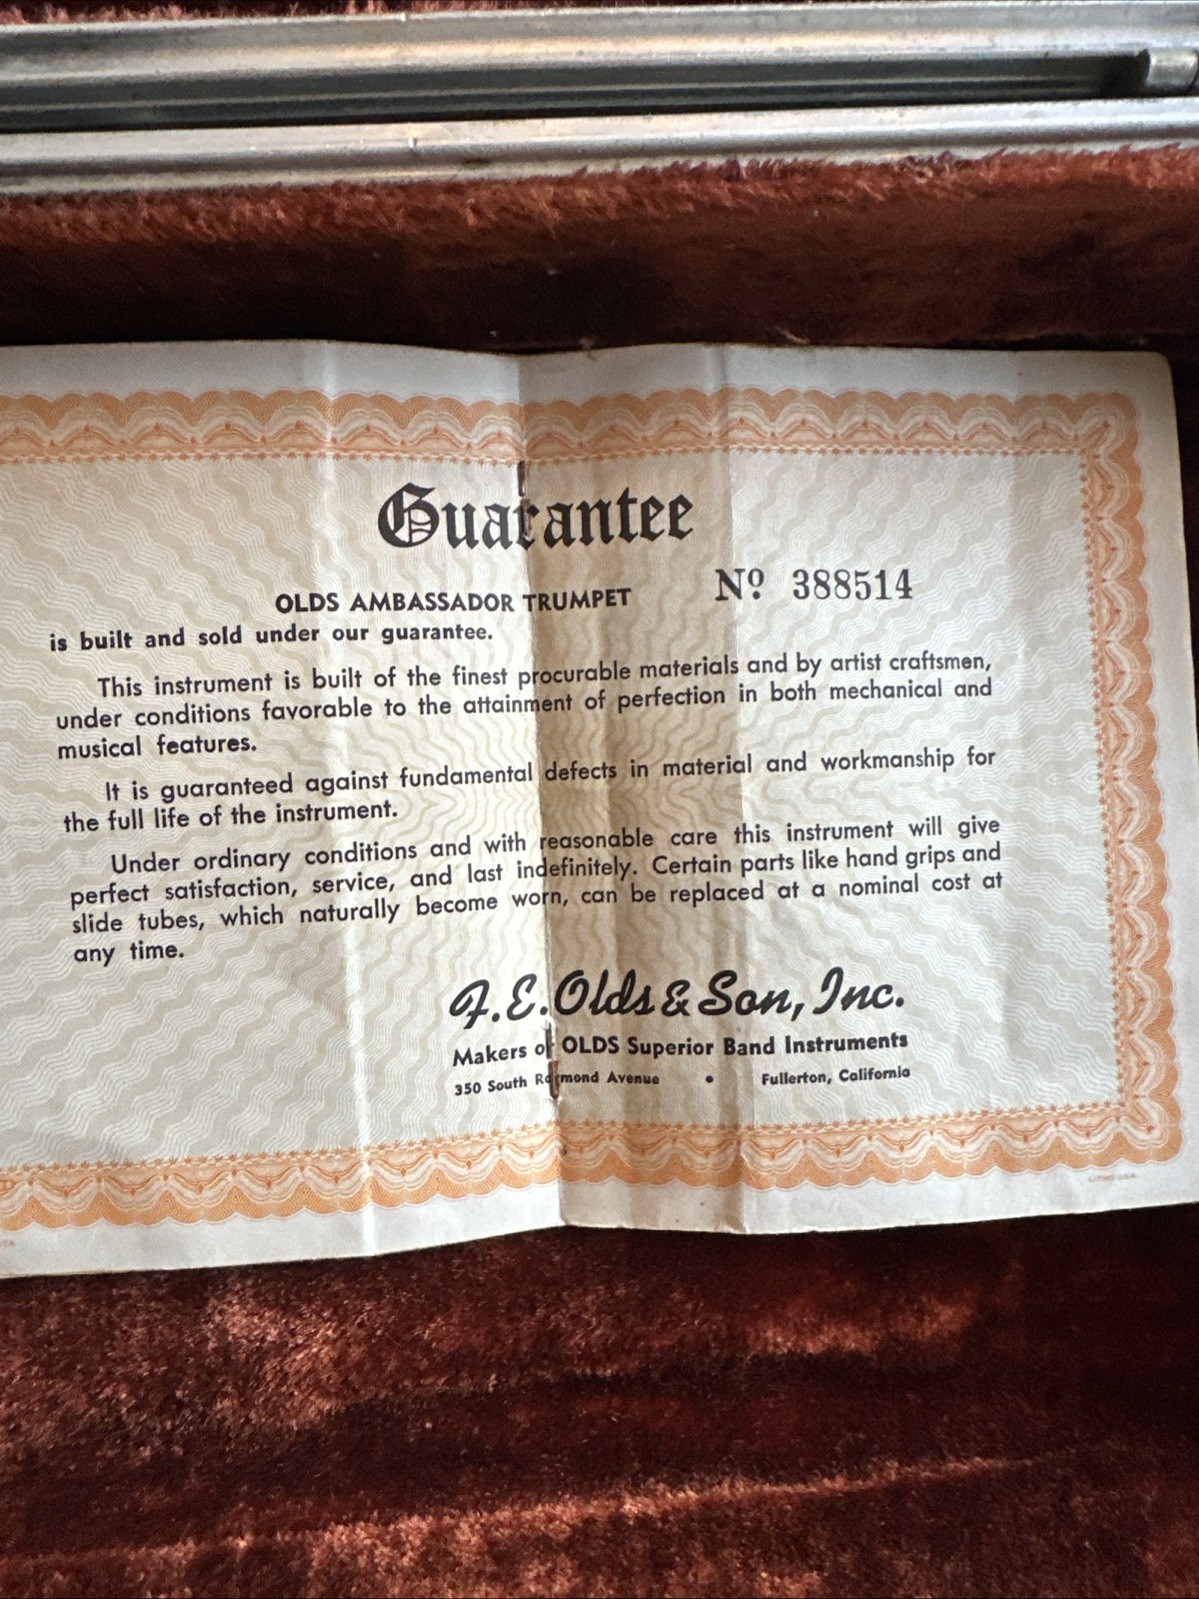 Guarantee
OLDS AMBASSADOR TRUMPET Nº 388514
is built and sold under our guarantee.
This instrument is built of the finest procurable materials and by artist craftsmen,
under conditions favorable to the attainment of perfection in both mechanical and
musical features.
It is guaranteed against fundamental defects in material and workmanship for
the full life of the instrument.
Under ordinary conditions and with reasonable care this instrument will give
perfect satisfaction, service, and last indefinitely. Certain parts like hand grips and
slide tubes, which naturally become worn, can be replaced at a nominal cost at
any time.
F.E. Olds & Son, Inc.
Makers of OLDS Superior Band Instruments
350 South Raymond Avenue • Fullerton, California
LITHO U.S.A.